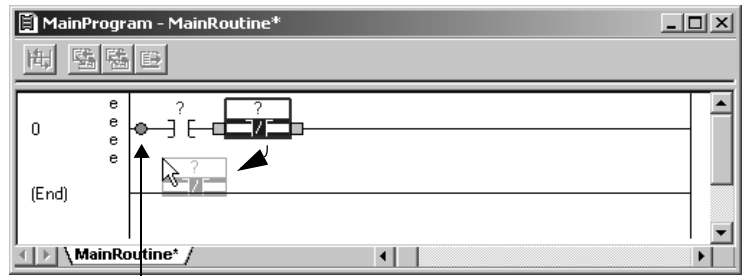 MainProgram - MainRoutine*
e
? ?
0 e
e
e
?
(End)
MainRoutine*